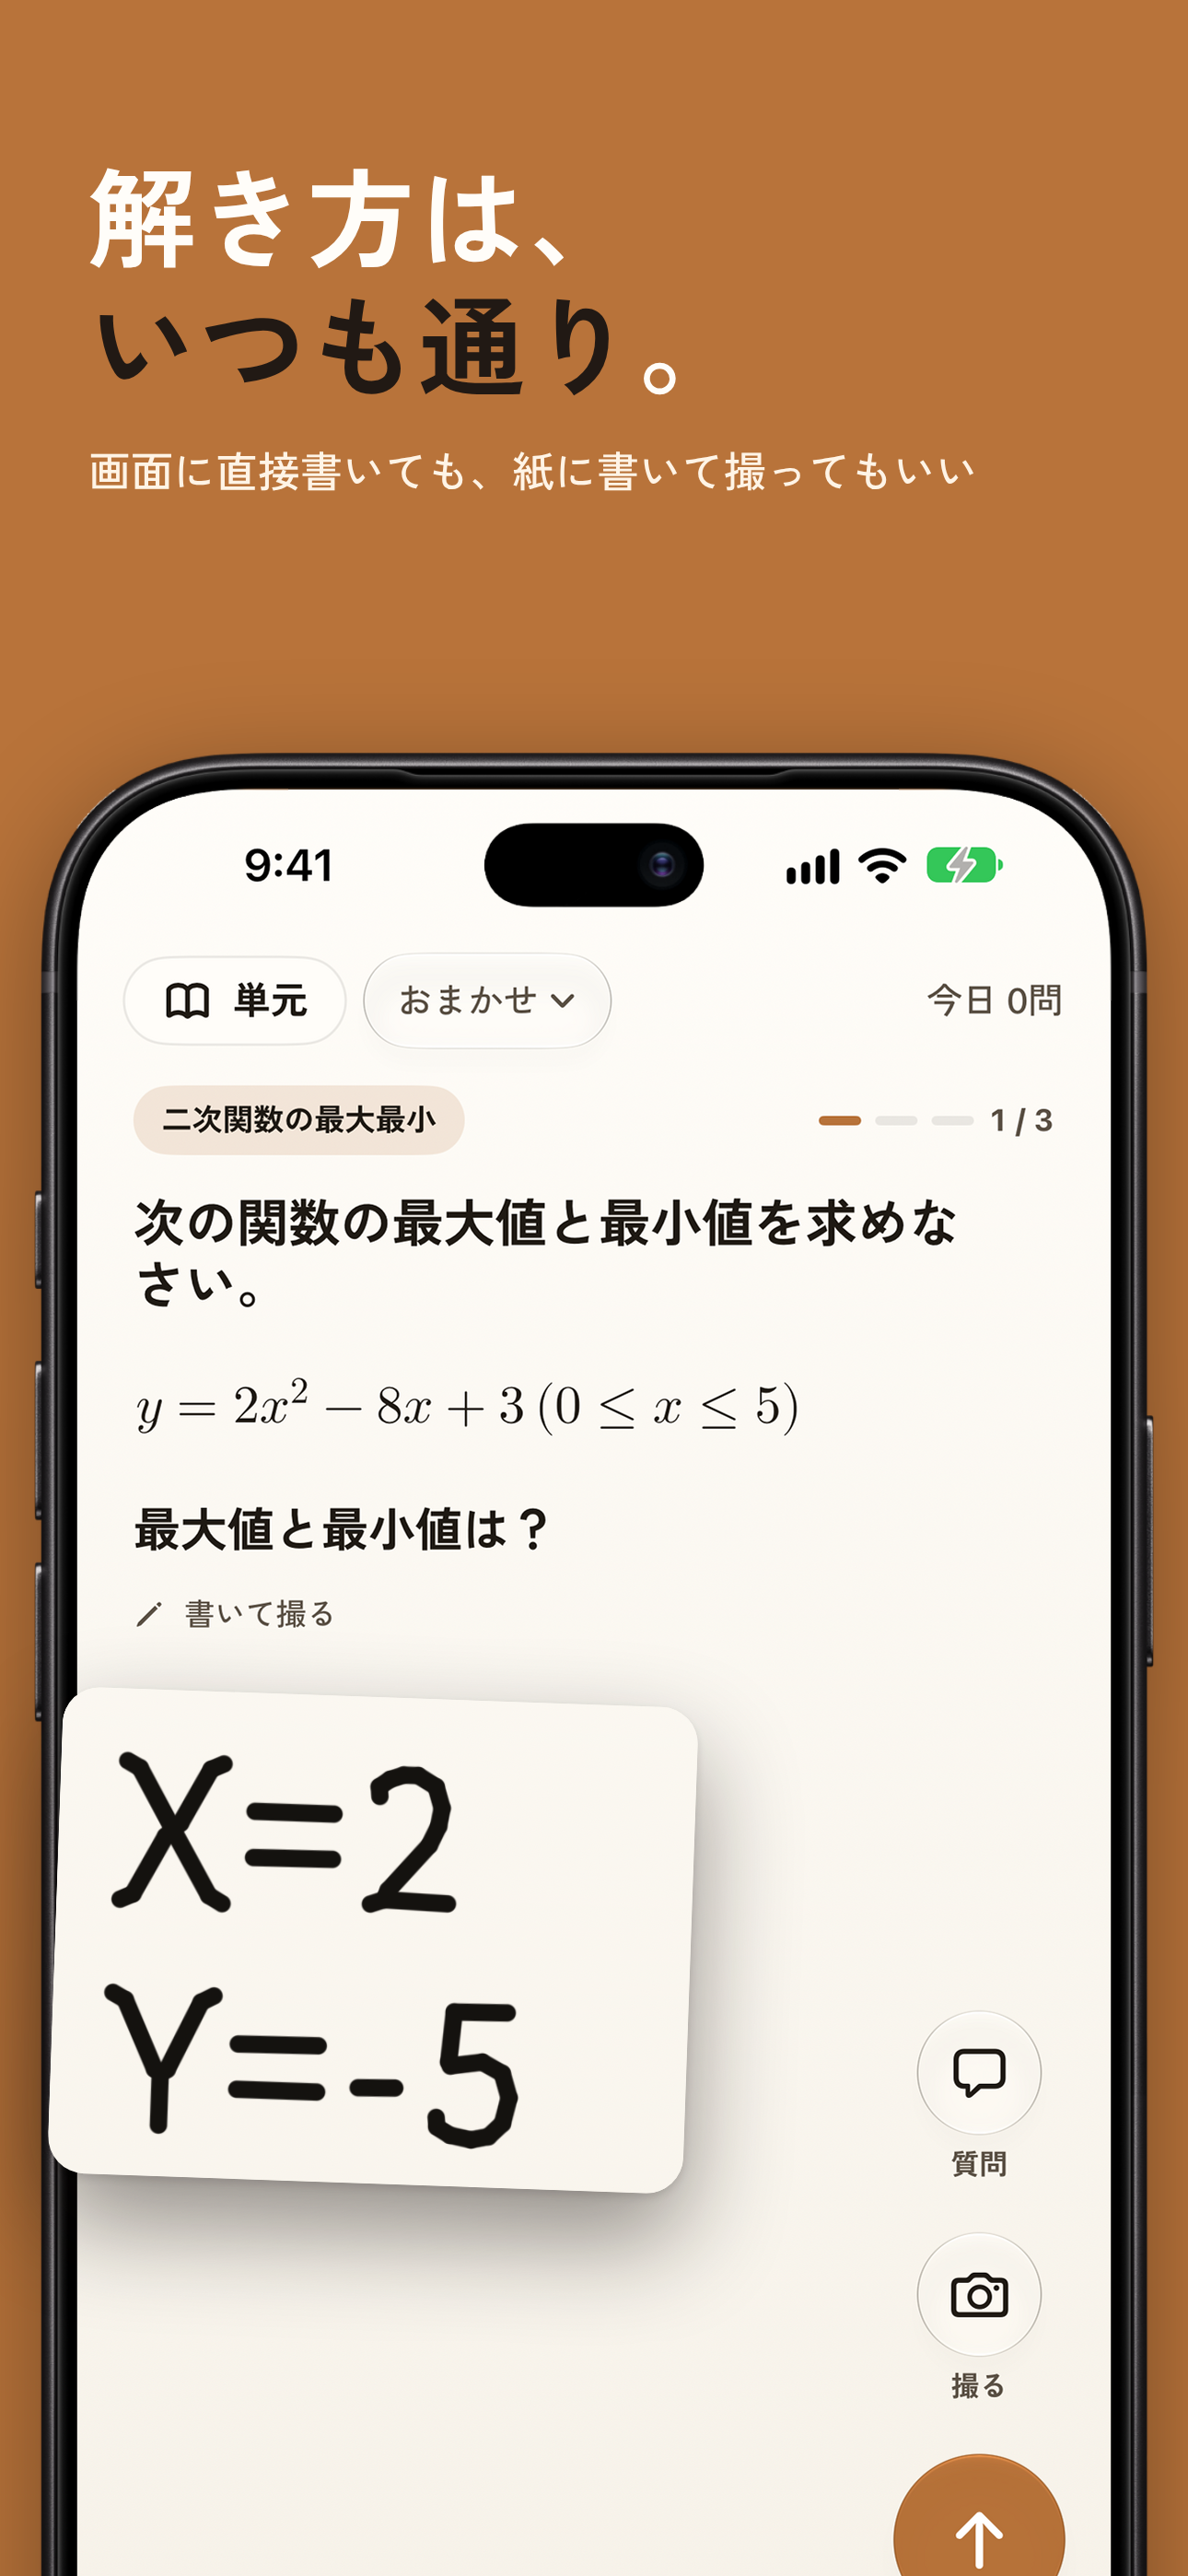 解き方は、
いつも通り。
画面に直接書いても、紙に書いて撮ってもいい
9:41
単元
おまかせ
今日 0問
二次関数の最大最小
1 / 3
次の関数の最大値と最小値を求めな
さい。
y = 2x² − 8x + 3 (0 ≤ x ≤ 5)
最大値と最小値は？
書いて撮る
X=2
Y=-5
質問
撮る